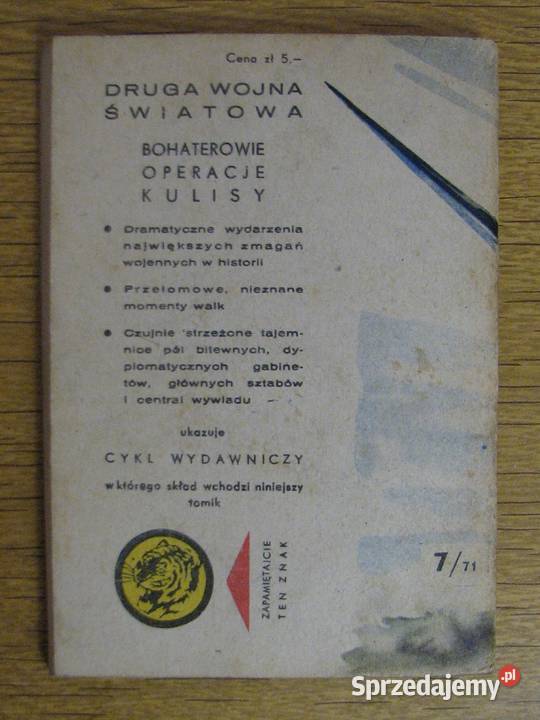 Cena zł 5,–
DRUGA WOJNA
ŚWIATOWA
BOHATEROWIE
OPERACJE
KULISY
● Dramatyczne wydarzenia
największych zmagań
wojennych w historii
● Przełomowe, nieznane
momenty walk
● Czujnie strzeżone tajem-
nice pól bitewnych, dy-
plomatycznych gabine-
tów, głównych sztabów
i central wywiadu –
ukazuje
CYKL WYDAWNICZY
w którego skład wchodzi niniejszy
tomik
ZAPAMIĘTAJCIE
TEN ZNAK
7/71
Sprzedajemy.pl